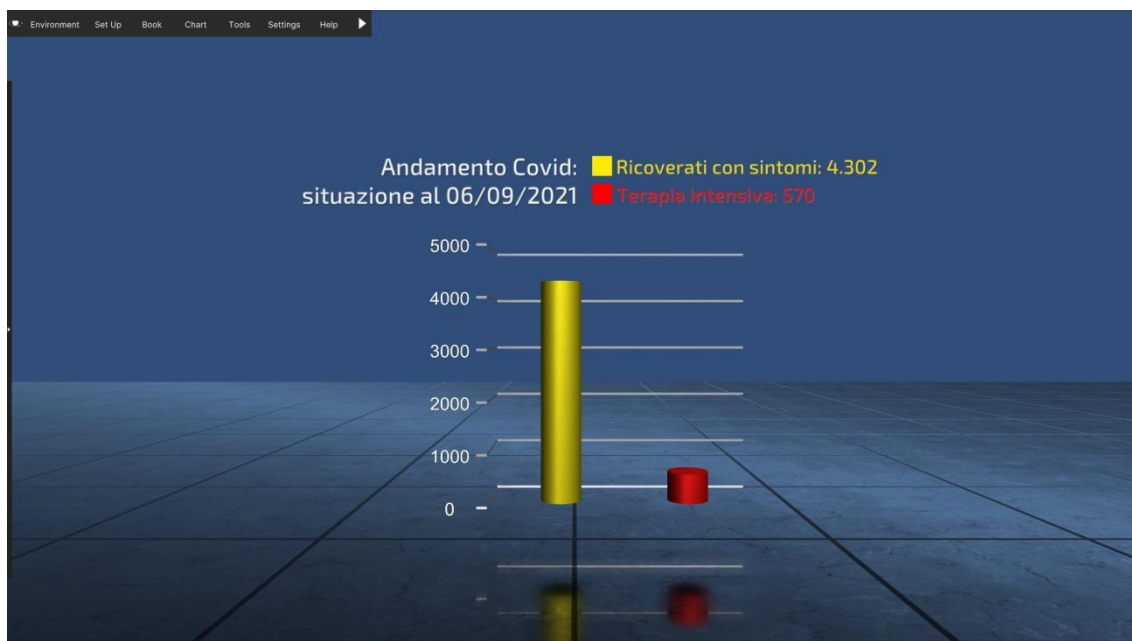 Environment Set Up Book Chart Tools Settings Help
Andamento Covid:
situazione al 06/09/2021
Ricoverati con sintomi: 4.302
Terapia intensiva: 570
5000
4000
3000
2000
1000
0